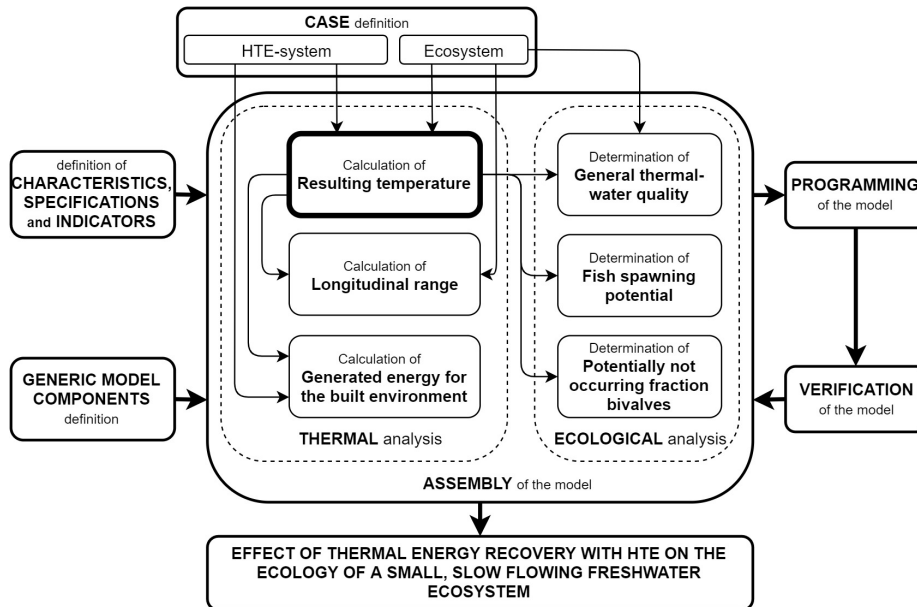 CASE definition
HTE-system
Ecosystem
definition of
CHARACTERISTICS,
SPECIFICATIONS
and INDICATORS
GENERIC MODEL
COMPONENTS
definition
Calculation of
Resulting temperature
Calculation of
Longitudinal range
Calculation of
Generated energy for
the built environment
THERMAL analysis
Determination of
General thermal-
water quality
Determination of
Fish spawning
potential
Determination of
Potentially not
occurring fraction
bivalves
ECOLOGICAL analysis
ASSEMBLY of the model
PROGRAMMING
of the model
VERIFICATION
of the model
EFFECT OF THERMAL ENERGY RECOVERY WITH HTE ON THE
ECOLOGY OF A SMALL, SLOW FLOWING FRESHWATER
ECOSYSTEM